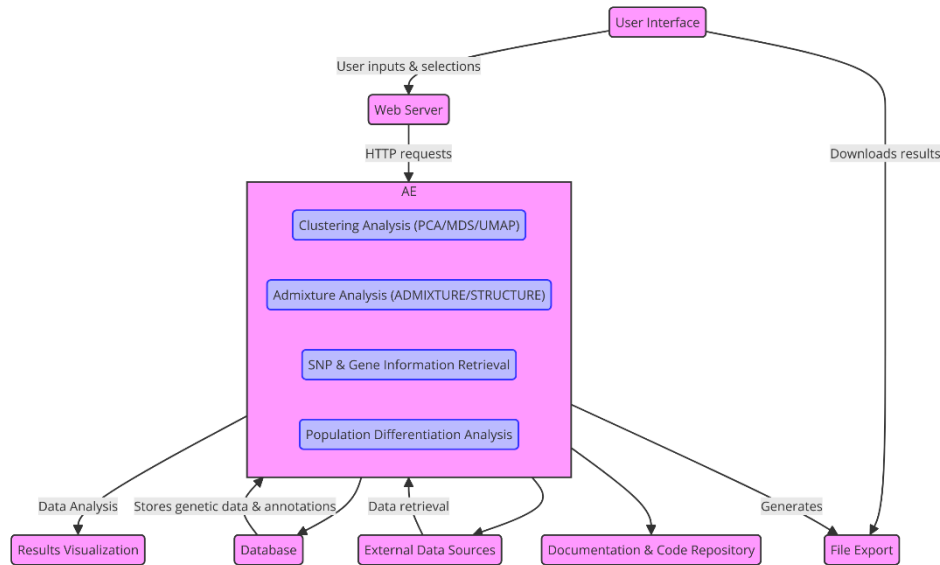 User Interface
User inputs & selections
Web Server
HTTP requests
Downloads results
AE
Clustering Analysis (PCA/MDS/UMAP)
Admixture Analysis (ADMIXTURE/STRUCTURE)
SNP & Gene Information Retrieval
Population Differentiation Analysis
Data Analysis
Stores genetic data & annotations
Data retrieval
Generates
Results Visualization
Database
External Data Sources
Documentation & Code Repository
File Export